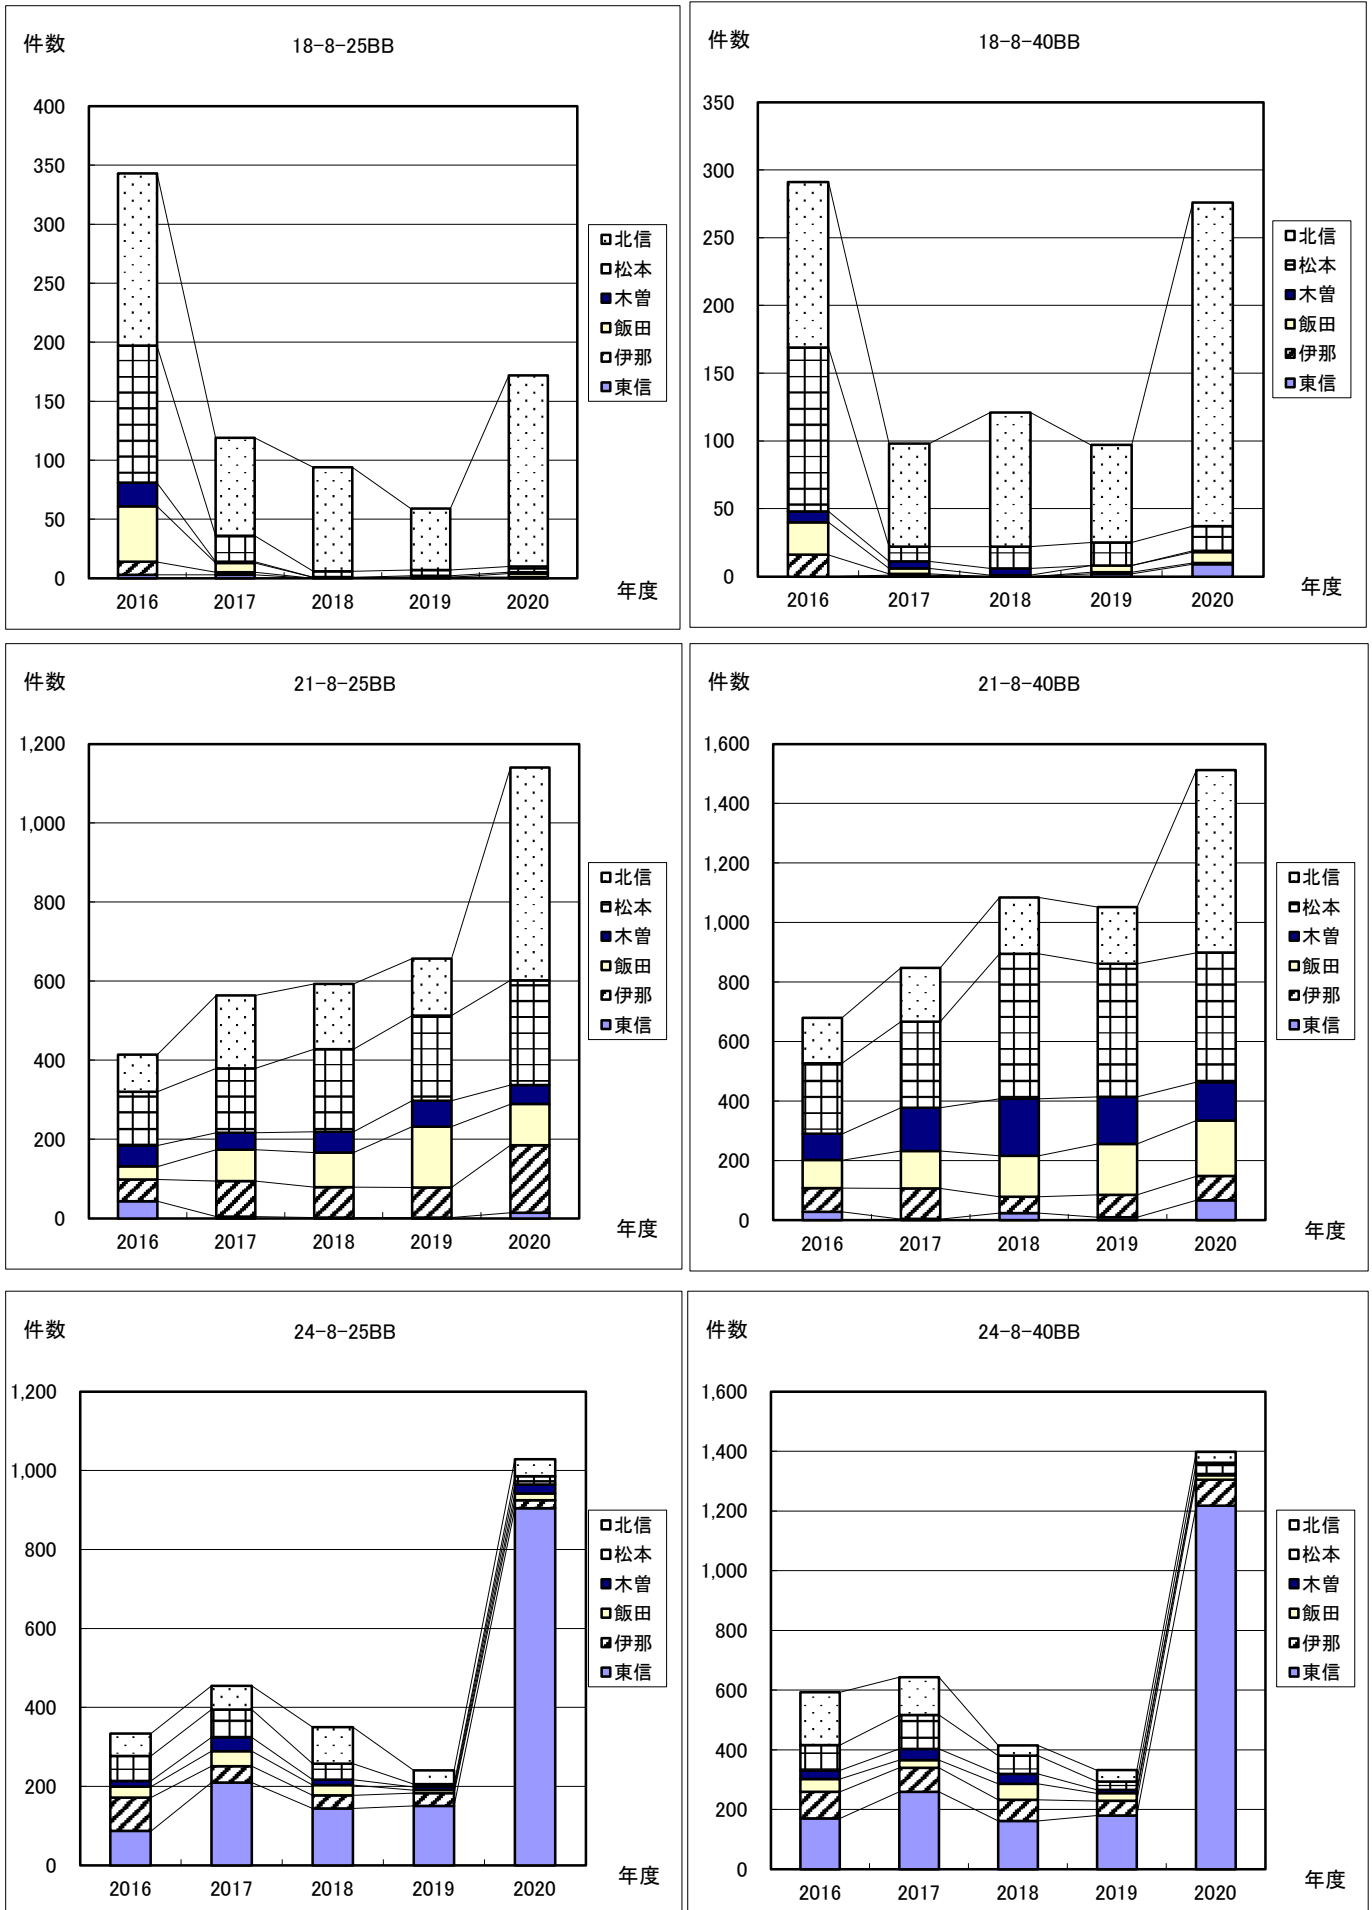 件数
18-8-25BB
400
350
300
250
200
150
100
50
0
2016 2017 2018 2019 2020
年度
北信
松本
木曽
飯田
伊那
東信
件数
18-8-40BB
350
300
250
200
150
100
50
0
2016 2017 2018 2019 2020
年度
北信
松本
木曽
飯田
伊那
東信
件数
21-8-25BB
1,200
1,000
800
600
400
200
0
2016 2017 2018 2019 2020
年度
北信
松本
木曽
飯田
伊那
東信
件数
21-8-40BB
1,600
1,400
1,200
1,000
800
600
400
200
0
2016 2017 2018 2019 2020
年度
北信
松本
木曽
飯田
伊那
東信
件数
24-8-25BB
1,200
1,000
800
600
400
200
0
2016 2017 2018 2019 2020
年度
北信
松本
木曽
飯田
伊那
東信
件数
24-8-40BB
1,600
1,400
1,200
1,000
800
600
400
200
0
2016 2017 2018 2019 2020
年度
北信
松本
木曽
飯田
伊那
東信